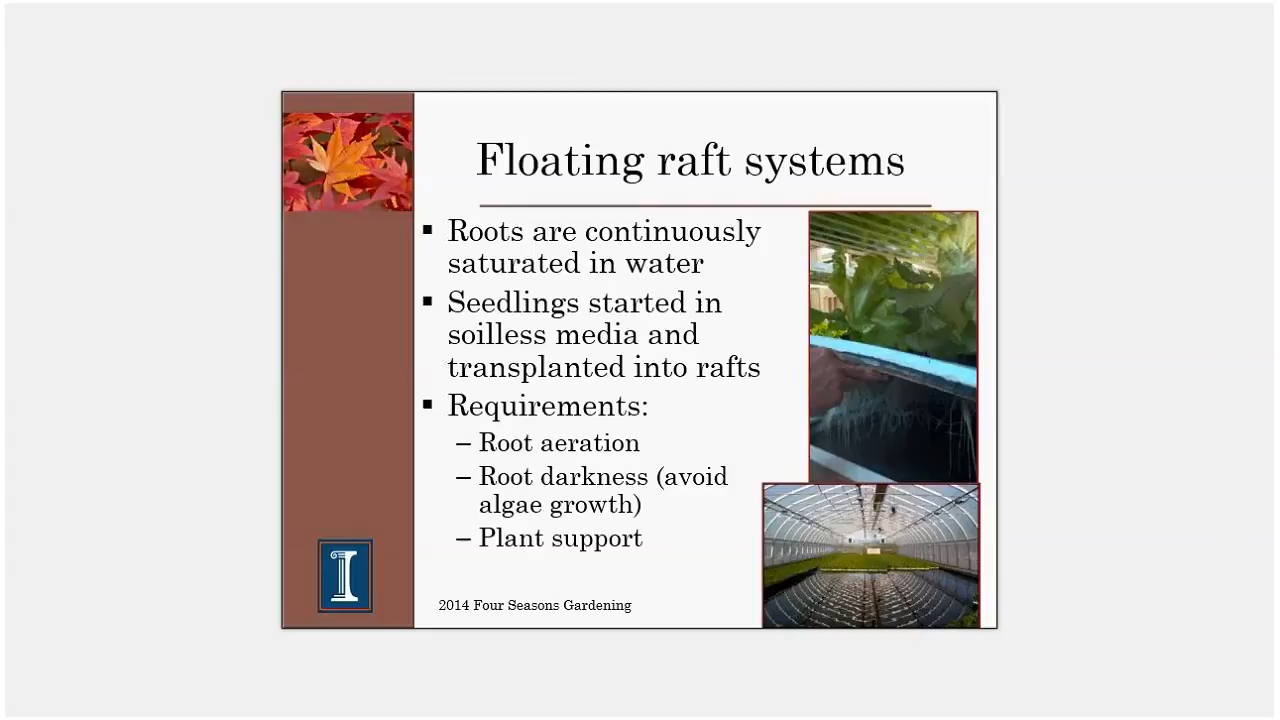 Floating raft systems
▪ Roots are continuously
saturated in water
▪ Seedlings started in
soilless media and
transplanted into rafts
▪ Requirements:
– Root aeration
– Root darkness (avoid
algae growth)
– Plant support
2014 Four Seasons Gardening
I